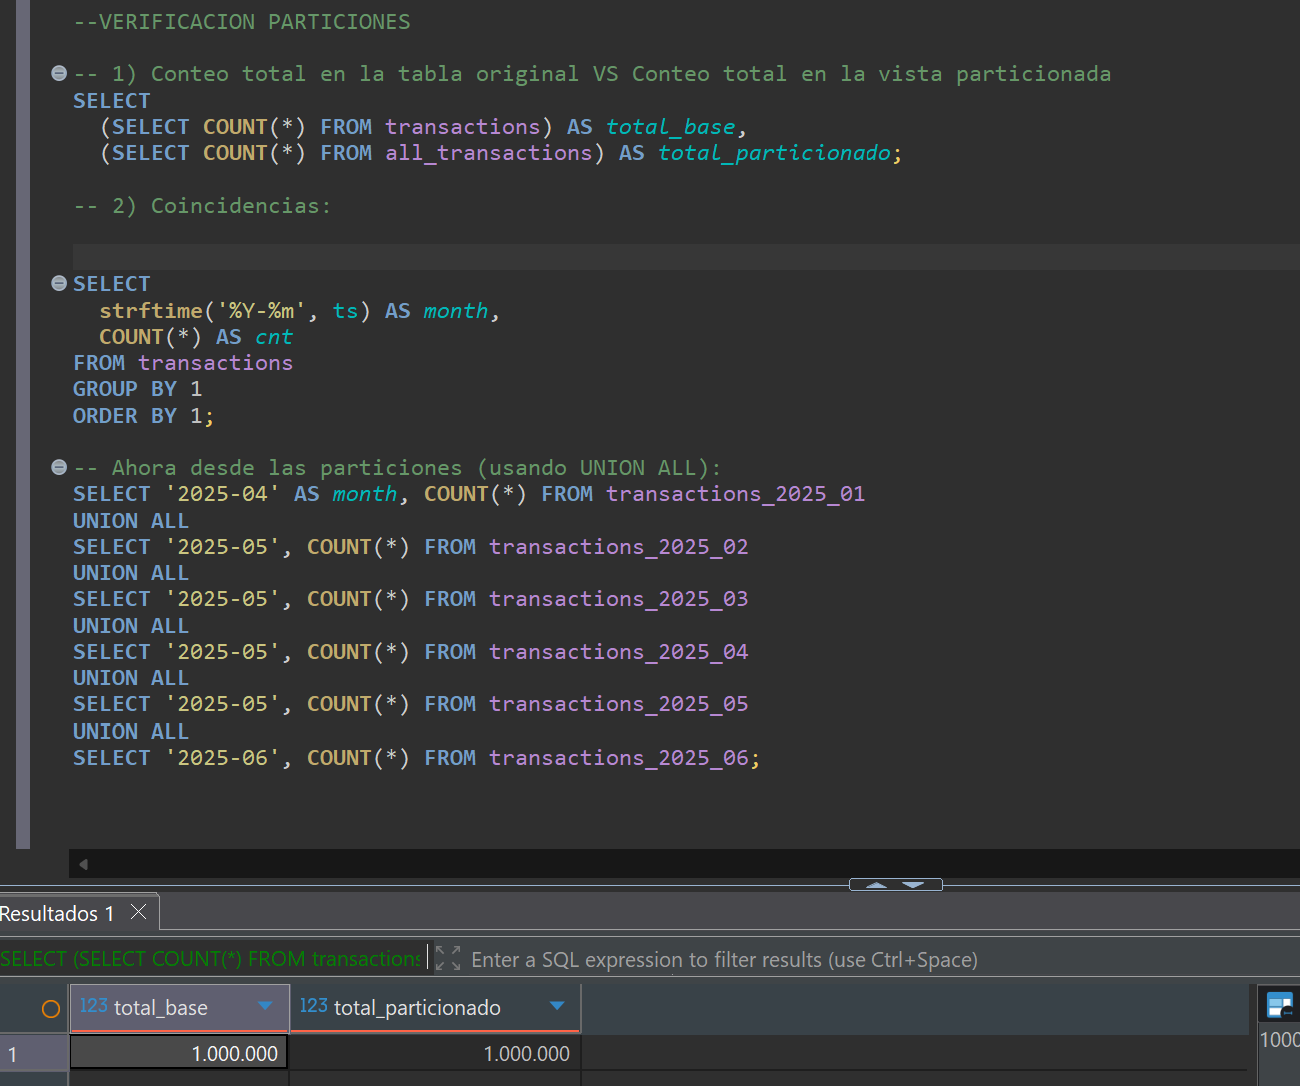 --VERIFICACION PARTICIONES
-- 1) Conteo total en la tabla original VS Conteo total en la vista particionada
SELECT
(SELECT COUNT(*) FROM transactions) AS total_base,
(SELECT COUNT(*) FROM all_transactions) AS total_particionado;
-- 2) Coincidencias:
SELECT
strftime('%Y-%m', ts) AS month,
COUNT(*) AS cnt
FROM transactions
GROUP BY 1
ORDER BY 1;
-- Ahora desde las particiones (usando UNION ALL):
SELECT '2025-04' AS month, COUNT(*) FROM transactions_2025_01
UNION ALL
SELECT '2025-05', COUNT(*) FROM transactions_2025_02
UNION ALL
SELECT '2025-05', COUNT(*) FROM transactions_2025_03
UNION ALL
SELECT '2025-05', COUNT(*) FROM transactions_2025_04
UNION ALL
SELECT '2025-05', COUNT(*) FROM transactions_2025_05
UNION ALL
SELECT '2025-06', COUNT(*) FROM transactions_2025_06;
Resultados 1
SELECT (SELECT COUNT(*) FROM transactions Enter a SQL expression to filter results (use Ctrl+Space)
123 total_base 123 total_particionado
1 1.000.000 1.000.000 1000